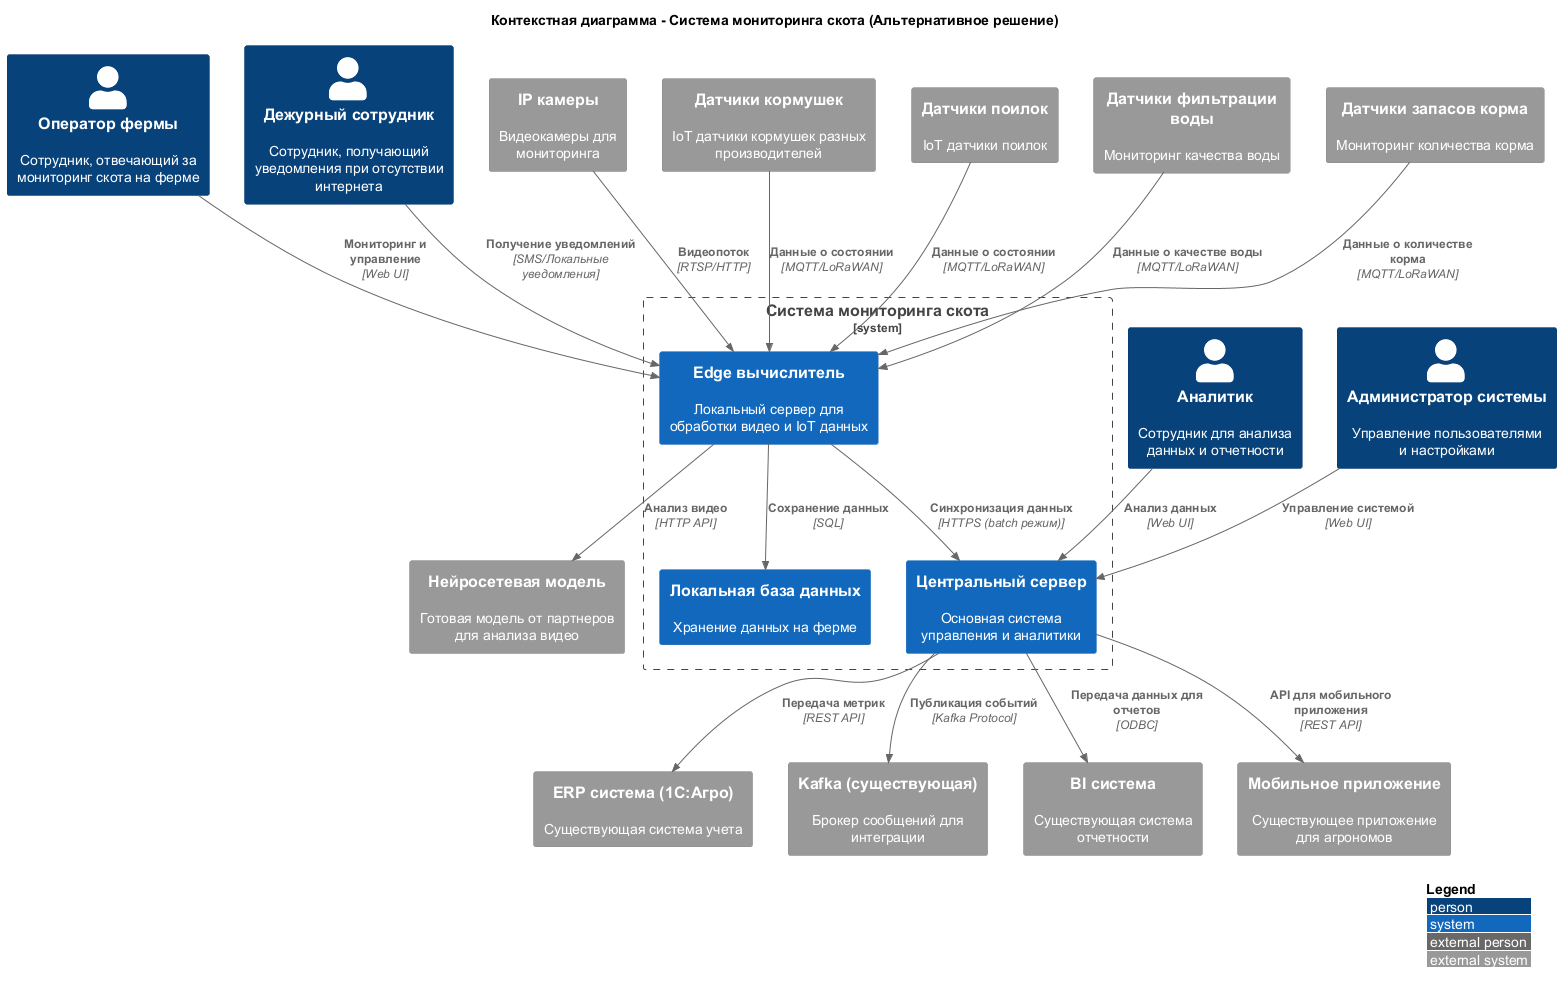 Контекстная диаграмма - Система мониторинга скота (Альтернативное решение)
Оператор фермы
Сотрудник, отвечающий за
мониторинг скота на ферме
Дежурный сотрудник
Сотрудник, получающий
уведомления при отсутствии
интернета
IP камеры
Видеокамеры для
мониторинга
Датчики кормушек
IoT датчики кормушек разных
производителей
Датчики поилок
IoT датчики поилок
Датчики фильтрации
воды
Мониторинг качества воды
Датчики запасов корма
Мониторинг количества корма
Мониторинг и
управление
[Web UI]
Получение уведомлений
[SMS/Локальные
уведомления]
Видеопоток
[RTSP/HTTP]
Данные о состоянии
[MQTT/LoRaWAN]
Данные о состоянии
[MQTT/LoRaWAN]
Данные о качестве воды
[MQTT/LoRaWAN]
Данные о количестве
корма
[MQTT/LoRaWAN]
Система мониторинга скота
[system]
Edge вычислитель
Локальный сервер для
обработки видео и IoT данных
Аналитик
Сотрудник для анализа
данных и отчетности
Администратор системы
Управление пользователями
и настройками
Анализ видео
[HTTP API]
Сохранение данных
[SQL]
Синхронизация данных
[HTTPS (batch режим)]
Анализ данных
[Web UI]
Управление системой
[Web UI]
Нейросетевая модель
Готовая модель от партнеров
для анализа видео
Локальная база данных
Хранение данных на ферме
Центральный сервер
Основная система
управления и аналитики
Передача метрик
[REST API]
Публикация событий
[Kafka Protocol]
Передача данных для
отчетов
[ODBC]
API для мобильного
приложения
[REST API]
ERP система (1С:Агро)
Существующая система учета
Kafka (существующая)
Брокер сообщений для
интеграции
BI система
Существующая система
отчетности
Мобильное приложение
Существующее приложение
для агрономов
Legend
person
system
external person
external system